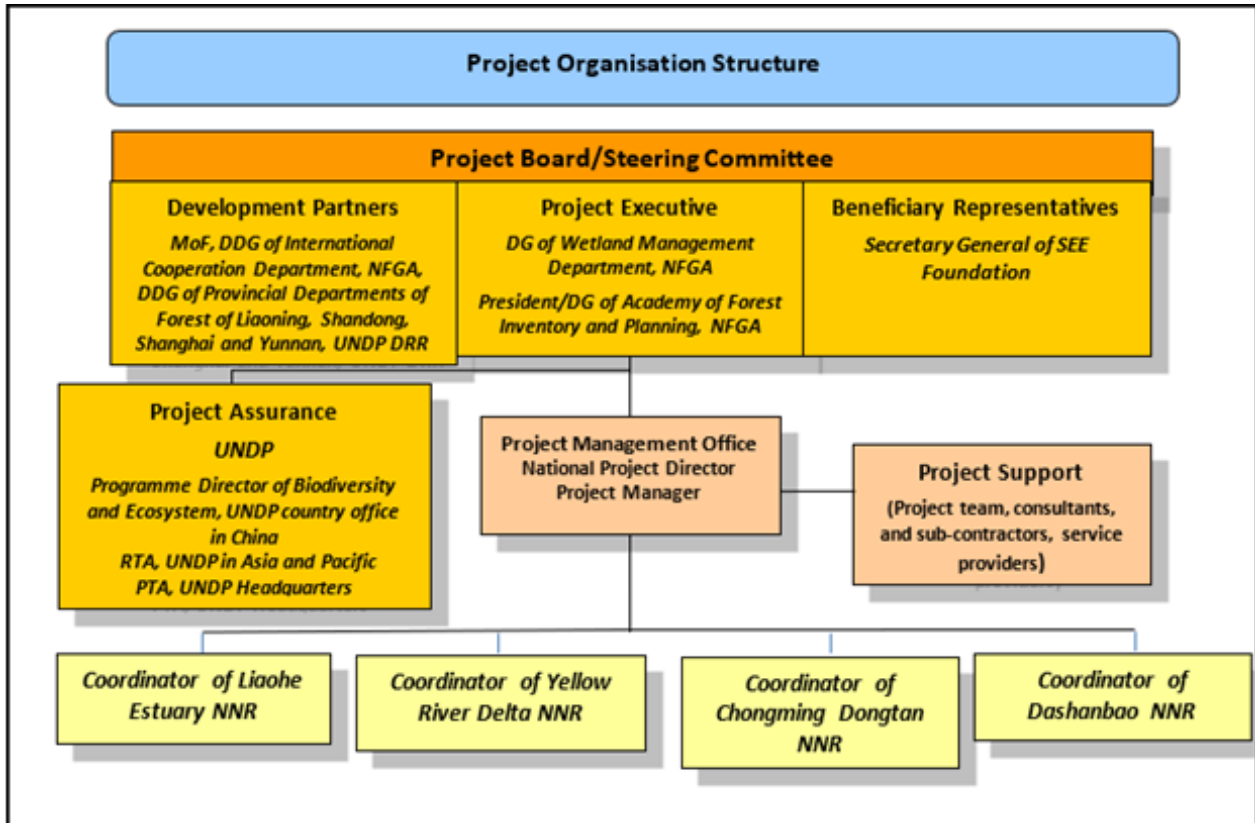 Project Organisation Structure
Project Board/Steering Committee
Development Partners
MoF, DDG of International
Cooperation Department, NFGA,
DDG of Provincial Departments of
Forest of Liaoning, Shandong,
Shanghai and Yunnan, UNDP DRR
Project Executive
DG of Wetland Management
Department, NFGA
President/DG of Academy of Forest
Inventory and Planning, NFGA
Beneficiary Representatives
Secretary General of SEE
Foundation
Project Assurance
UNDP
Programme Director of Biodiversity
and Ecosystem, UNDP country office
in China
RTA, UNDP in Asia and Pacific
PTA, UNDP Headquarters
Project Management Office
National Project Director
Project Manager
Project Support
(Project team, consultants,
and sub-contractors, service
providers)
Coordinator of Liaohe
Estuary NNR
Coordinator of Yellow
River Delta NNR
Coordinator of
Chongming Dongtan
NNR
Coordinator of
Dashanbao NNR